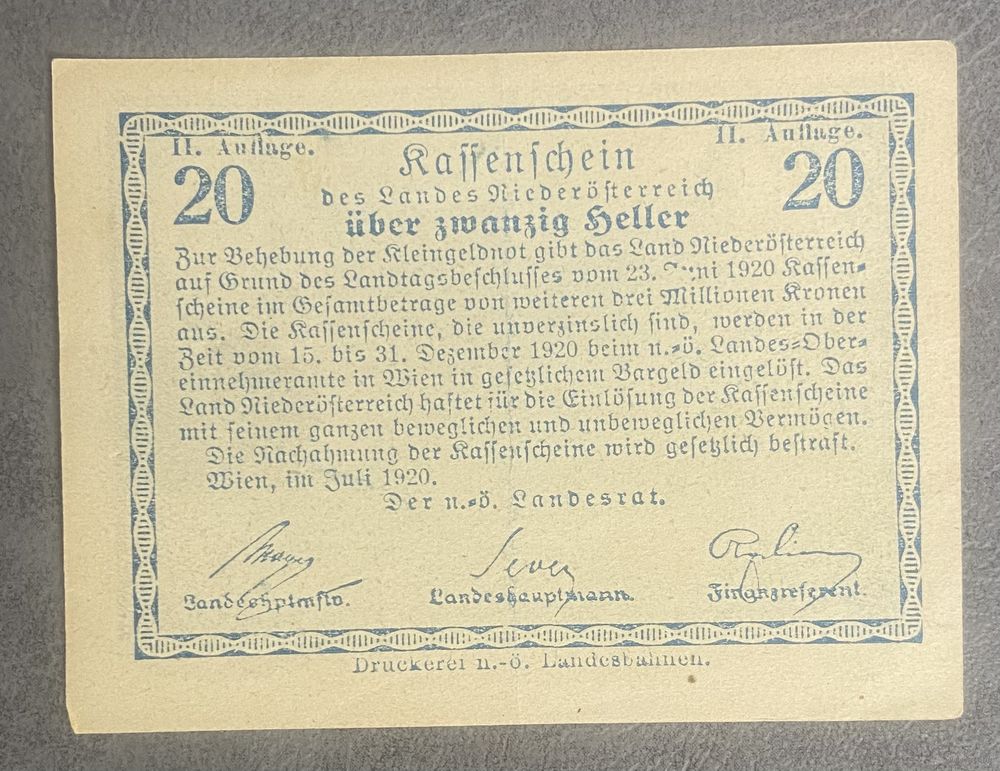 II. Auflage. II. Auflage.
20 Kassenschein 20
des Landes Niederösterreich
über zwanzig Heller
Zur Behebung der Kleingeldnot gibt das Land Niederösterreich
auf Grund des Landtagsbeschlusses vom 23. Juni 1920 Kassen-
scheine im Gesamtbetrage von weiteren drei Millionen Kronen
aus. Die Kassenscheine, die unverzinslich sind, werden in der
Zeit vom 15. bis 31. Dezember 1920 beim n.-ö. Landes-Ober-
einnehmeramte in Wien in gesetzlichem Bargeld eingelöst. Das
Land Niederösterreich haftet für die Einlösung der Kassenscheine
mit seinem ganzen beweglichen und unbeweglichen Vermögen.
Die Nachahmung der Kassenscheine wird gesetzlich bestraft.
Wien, im Juli 1920.
Der n.-ö. Landesrat.
Mayer Sever
Landeshptmstv. Landeshauptmann. Finanzreferent.
Druckerei n.-ö. Landesbahnen.